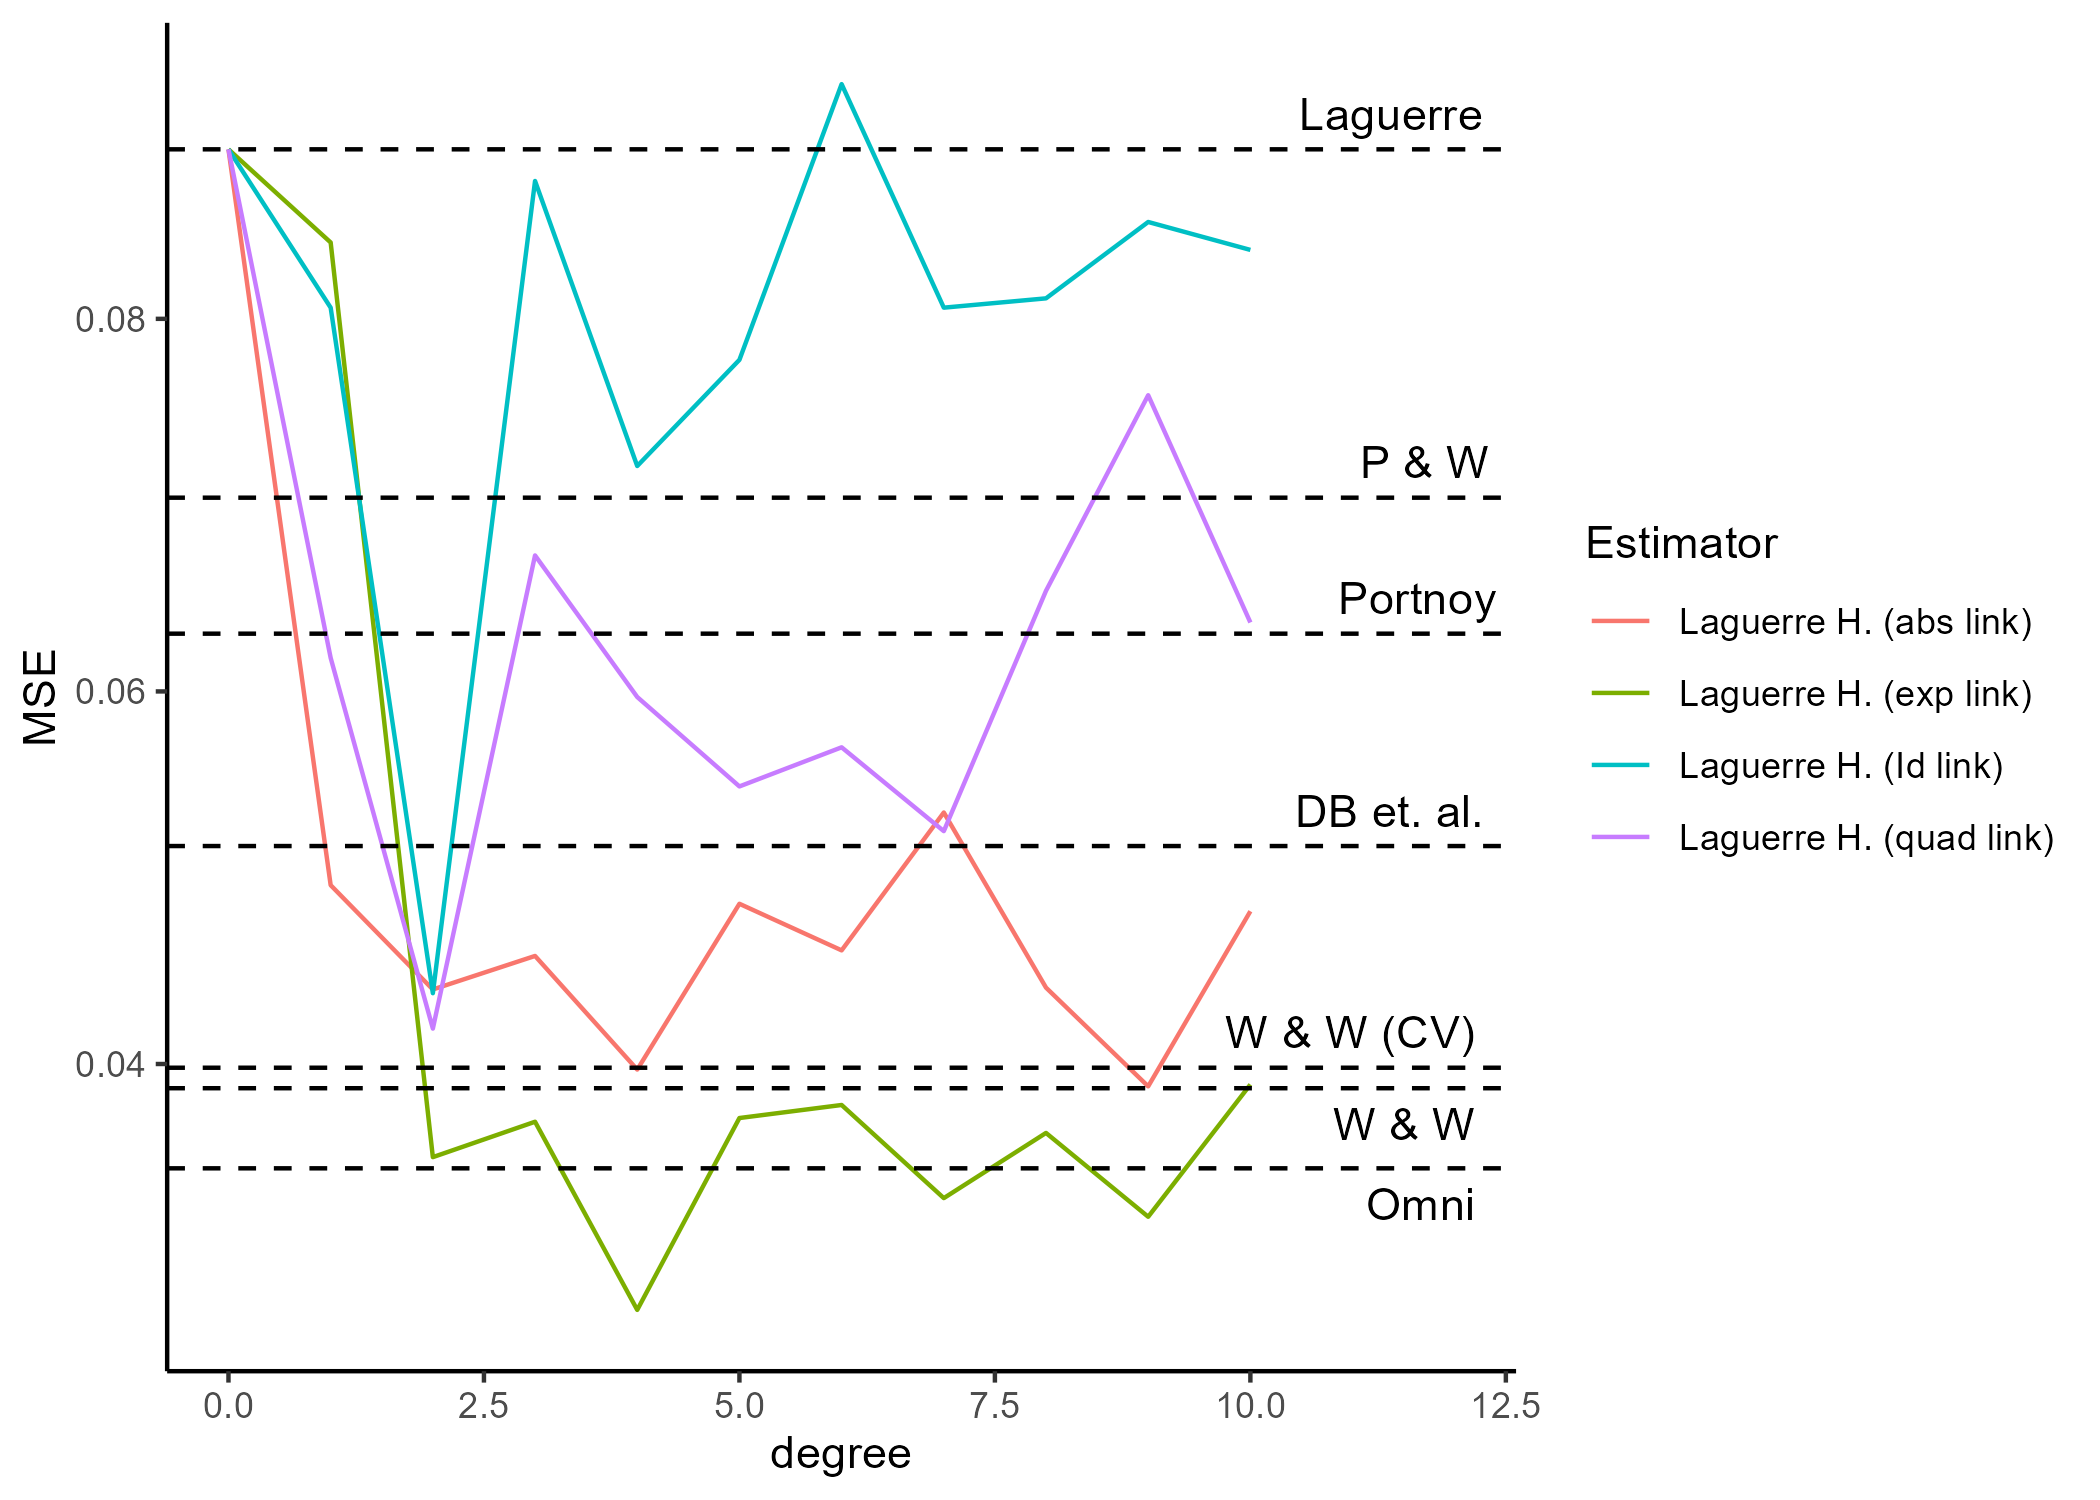 Laguerre
0.08
P & W
Estimator
Portnoy
Laguerre H. (abs link)
MSE
0.06
Laguerre H. (exp link)
Laguerre H. (Id link)
DB et. al.
Laguerre H. (quad link)
W & W (CV)
0.04
W & W
Omni
0.0
2.5
5.0
7.5
10.0
12.5
degree